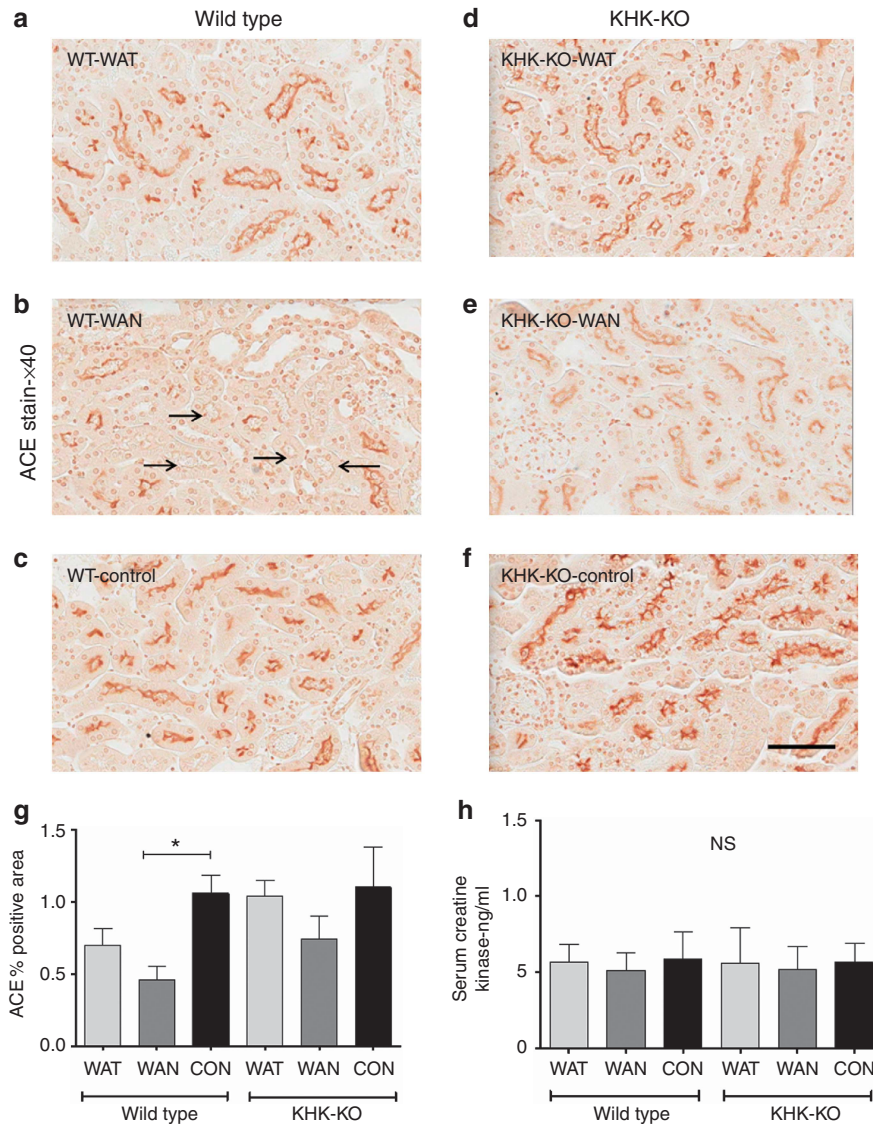 a
Wild type
WT-WAT
d
KHK-KO
KHK-KO-WAT
ACE stain-×40
b
WT-WAN
e
KHK-KO-WAN
c
WT-control
f
KHK-KO-control
g
ACE % positive area
1.5
1.0
0.5
0.0
*
WAT WAN CON WAT WAN CON
Wild type KHK-KO
h
Serum creatine
kinase-ng/ml
1.5
1.0
5
0
NS
WAT WAN CON WAT WAN CON
Wild type KHK-KO